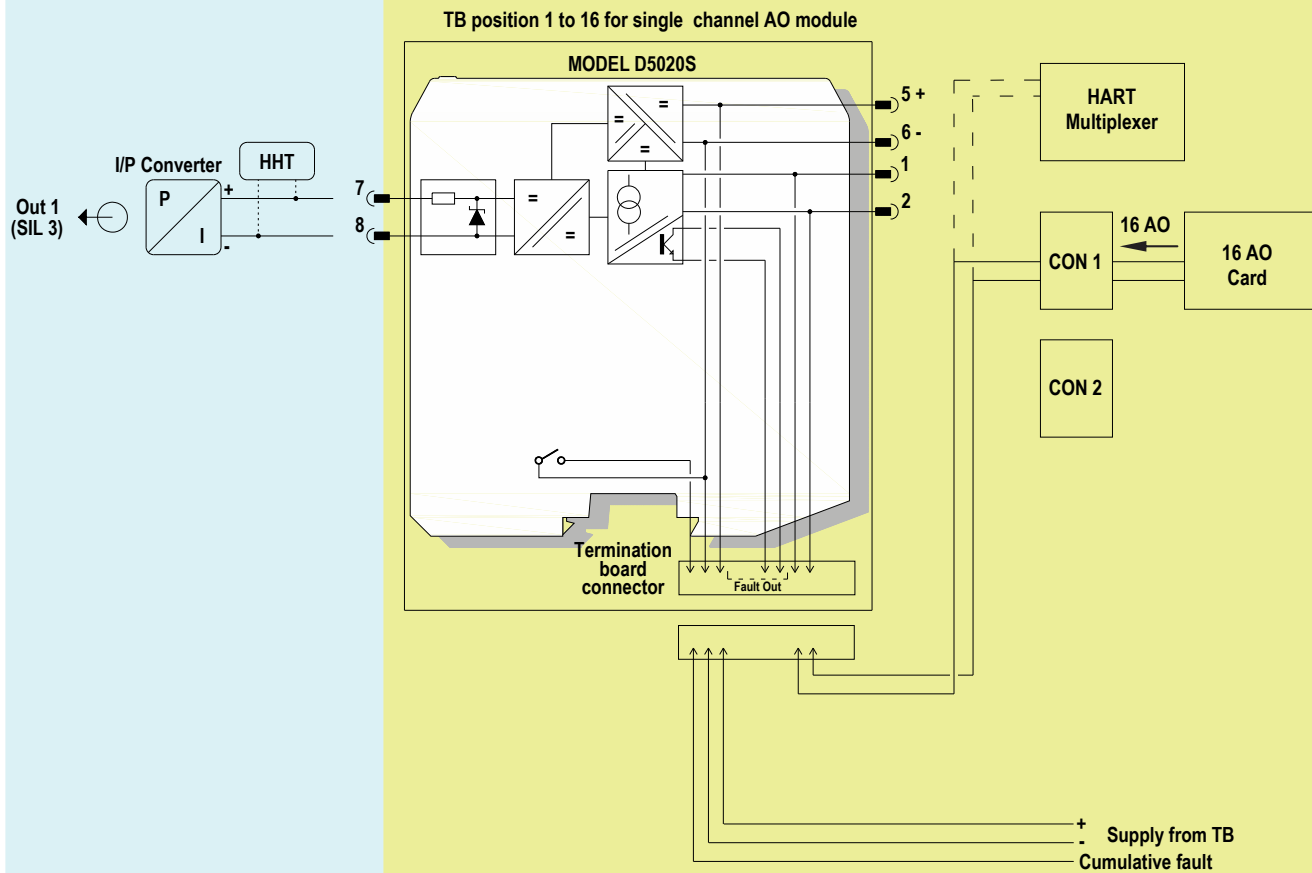 TB position 1 to 16 for single channel AO module
MODEL D5020S
=
=
=
5 +
6 -
1
2
HART
Multiplexer
I/P Converter
HHT
P
I
+
-
7
8
=
=
Out 1
(SIL 3)
16 AO
CON 1
16 AO
Card
CON 2
Termination
board
connector
Fault Out
+
-
Supply from TB
Cumulative fault